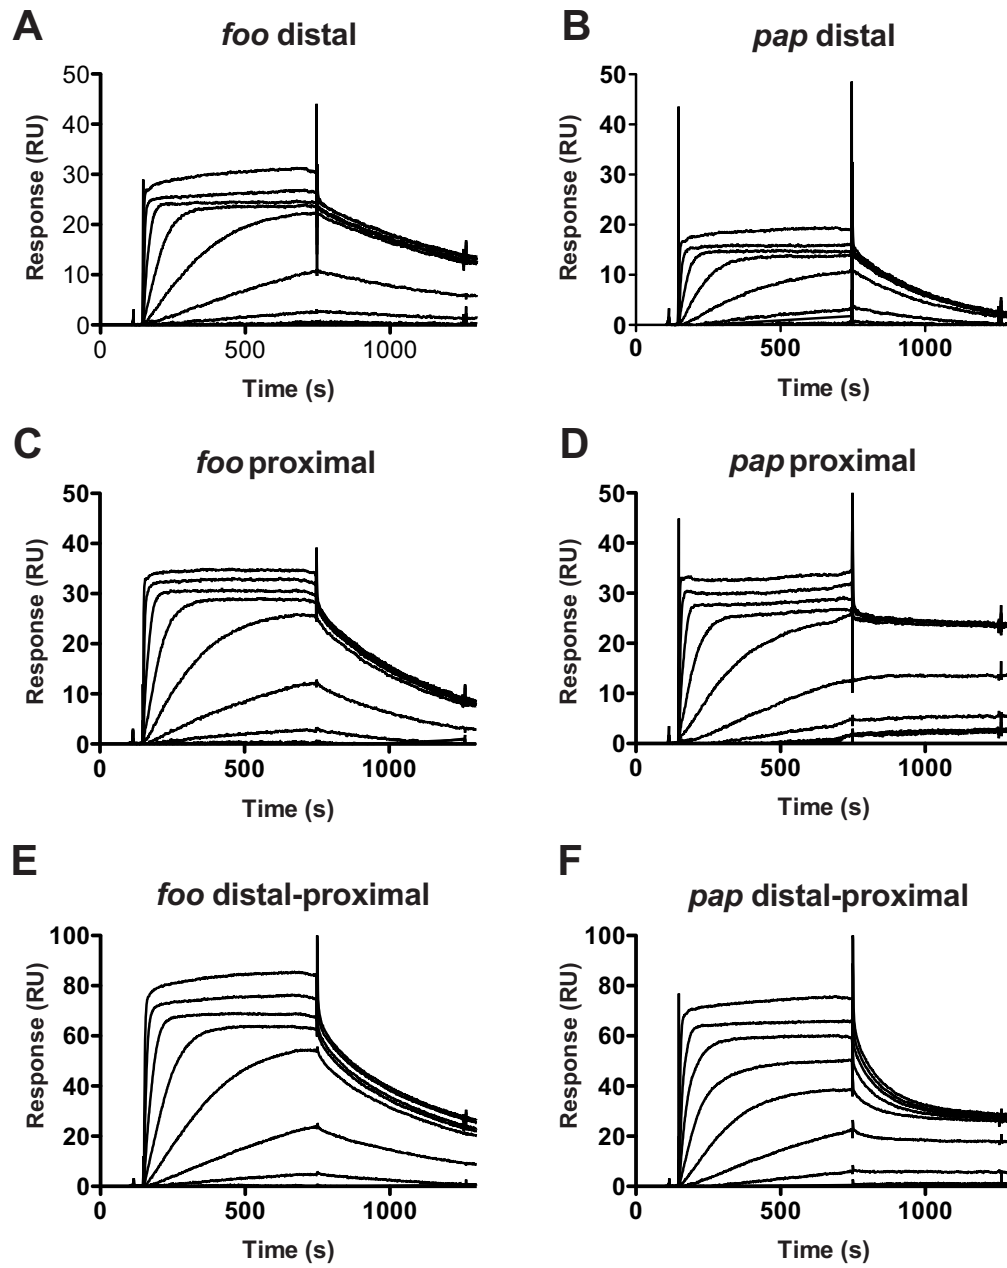 A
foo distal
50
40
30
20
10
0
Response (RU)
0 500 1000
Time (s)
B
pap distal
50
40
30
20
10
0
Response (RU)
0 500 1000
Time (s)
C
foo proximal
50
40
30
20
10
0
Response (RU)
0 500 1000
Time (s)
D
pap proximal
50
40
30
20
10
0
Response (RU)
0 500 1000
Time (s)
E
foo distal-proximal
100
80
60
40
20
0
Response (RU)
0 500 1000
Time (s)
F
pap distal-proximal
100
80
60
40
20
0
Response (RU)
0 500 1000
Time (s)